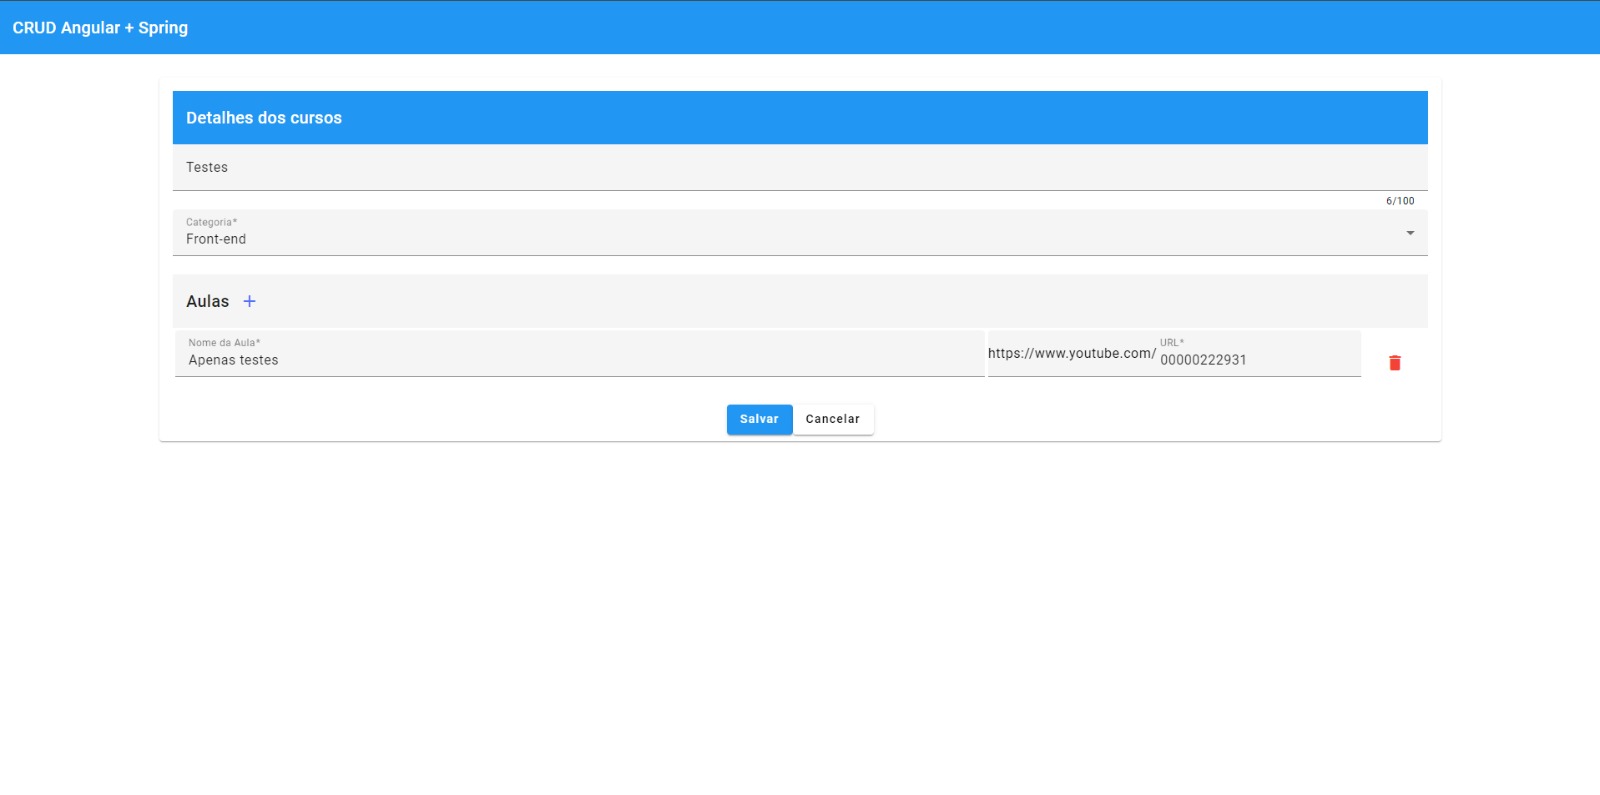 CRUD Angular + Spring
Detalhes dos cursos
Testes
6/100
Categoria*
Front-end
Aulas +
Nome da Aula*
Apenas testes
https://www.youtube.com/
URL*
00000222931
Salvar
Cancelar